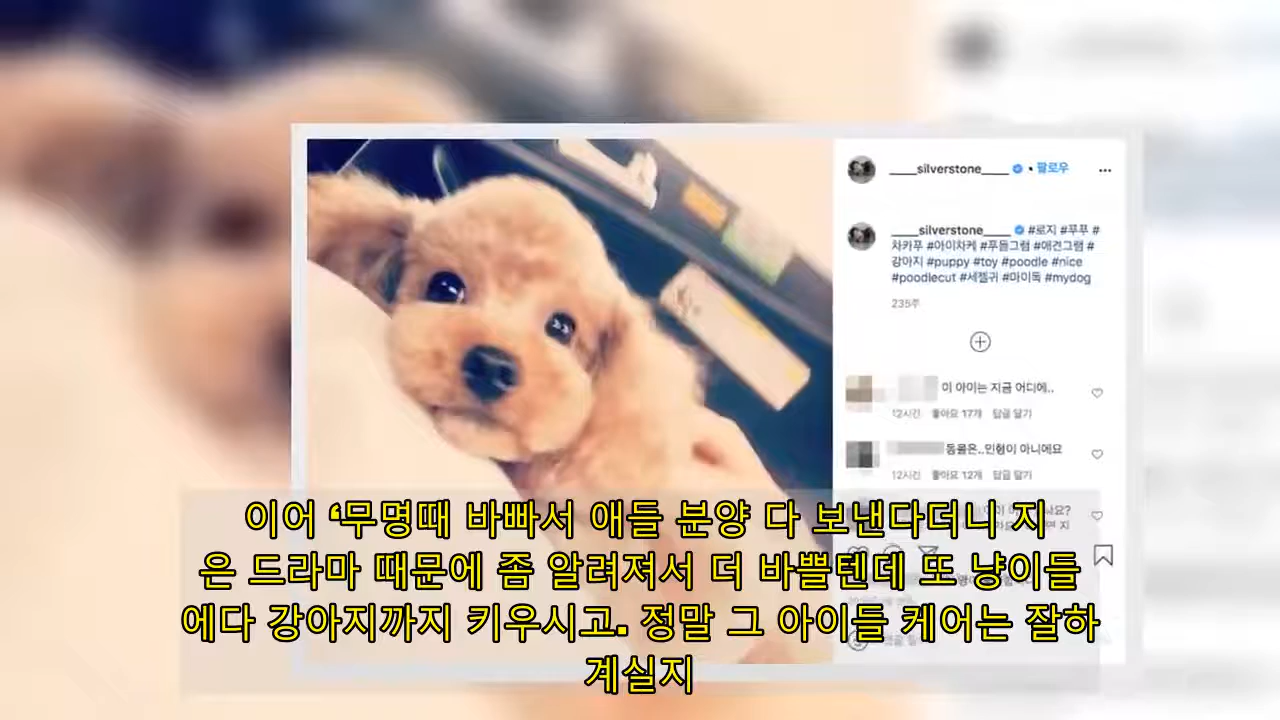 ____silverstone____ • 팔로우
____silverstone____ #로지 #푸푸 #
차카푸 #아이차케 #푸들그램 #애견그램 #
강아지 #puppy #toy #poodle #nice
#poodlecut #세젤귀 #마이독 #mydog
235주
이 아이는 지금 어디에..
12시간 좋아요 17개 답글 달기
동물은..인형이 아니에요
12시간 좋아요 12개 답글 달기
이어 ‘무명때 바빠서 애들 분양 다 보낸다더니 지
은 드라마 때문에 좀 알려져서 더 바쁠텐데 또 냥이들
에다 강아지까지 키우시고. 정말 그 아이들 케어는 잘하
계실지